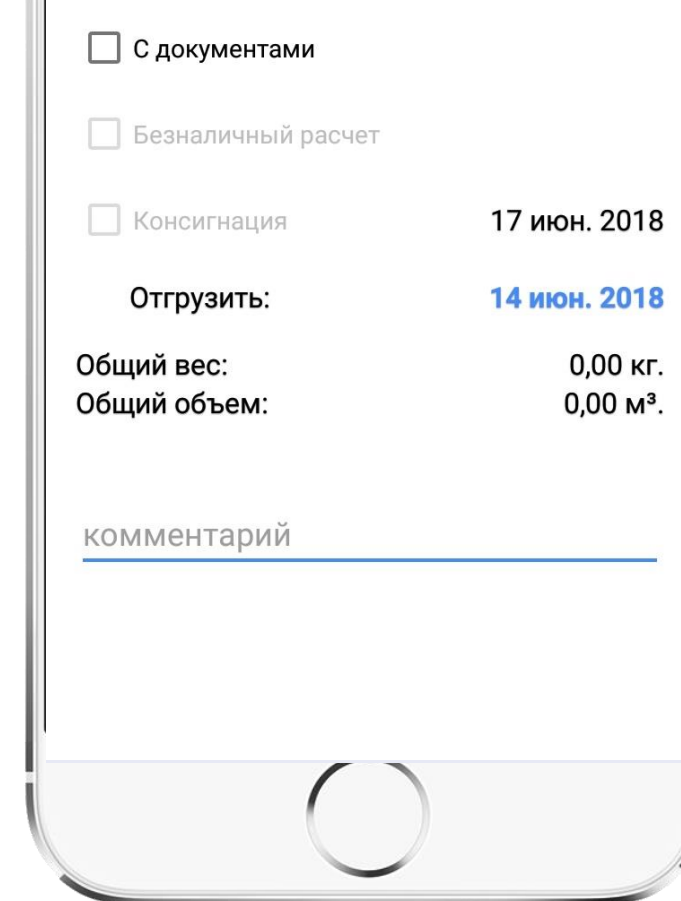 С документами
Безналичный расчет
Консигнация 17 июн. 2018
Отгрузить: 14 июн. 2018
Общий вес: 0,00 кг.
Общий объем: 0,00 м³.
комментарий